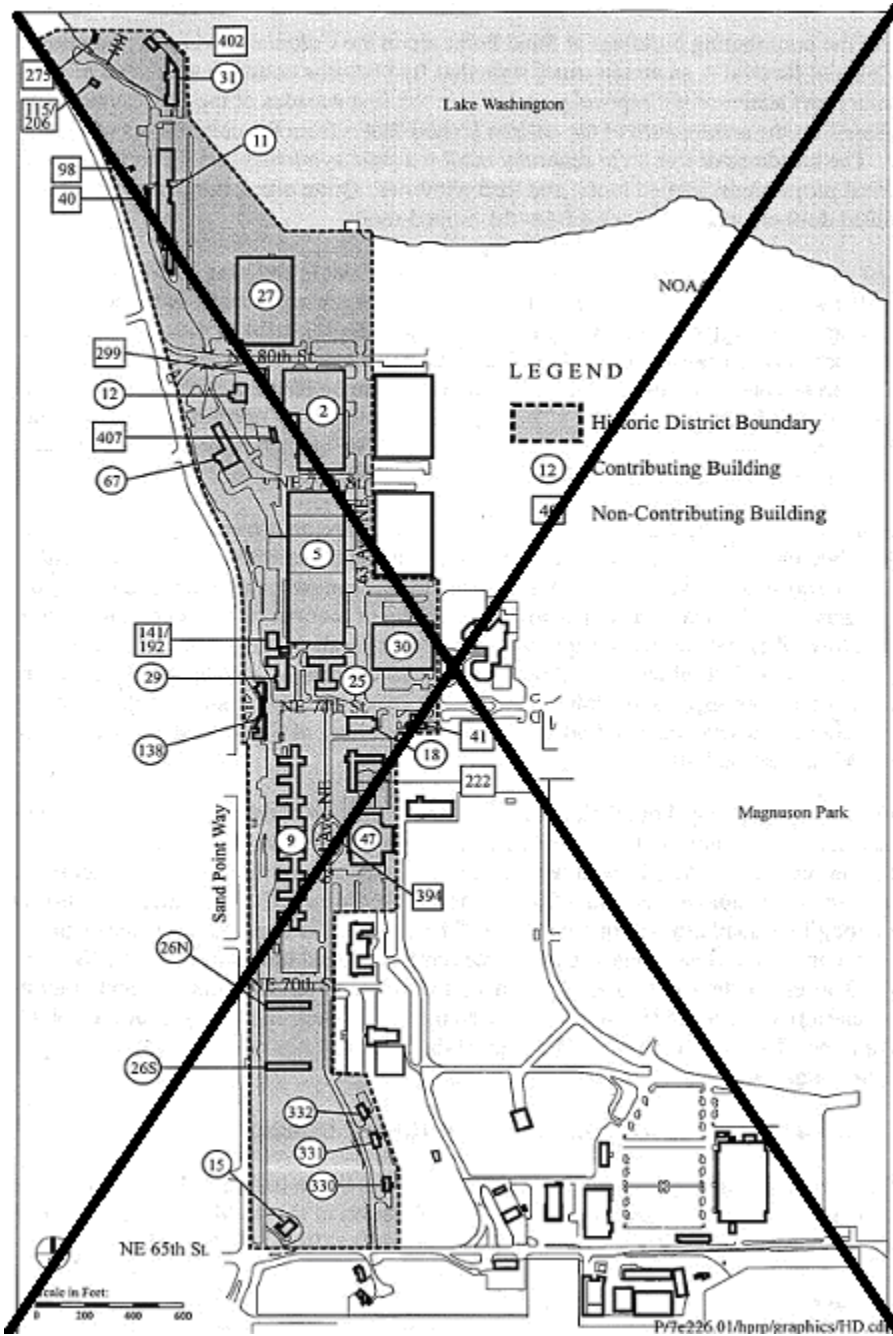 402
275
31
Lake Washington
115/
206
11
98
40
27
NOAA
299
NE 80th St.
LEGEND
12
2
Historic District Boundary
407
12
Contributing Building
67
NE 77th St.
Non-Contributing Building
5
141/
192
30
29
25
NE 74th St.
138
18
41
222
Magnuson Park
9
47
Sand Point Way
394
26N
NE 70th St.
26S
332
331
15
330
NE 65th St.
Scale in Feet:
0 200 400 600
P/7e226.01/hprp/graphics/HD.cdr